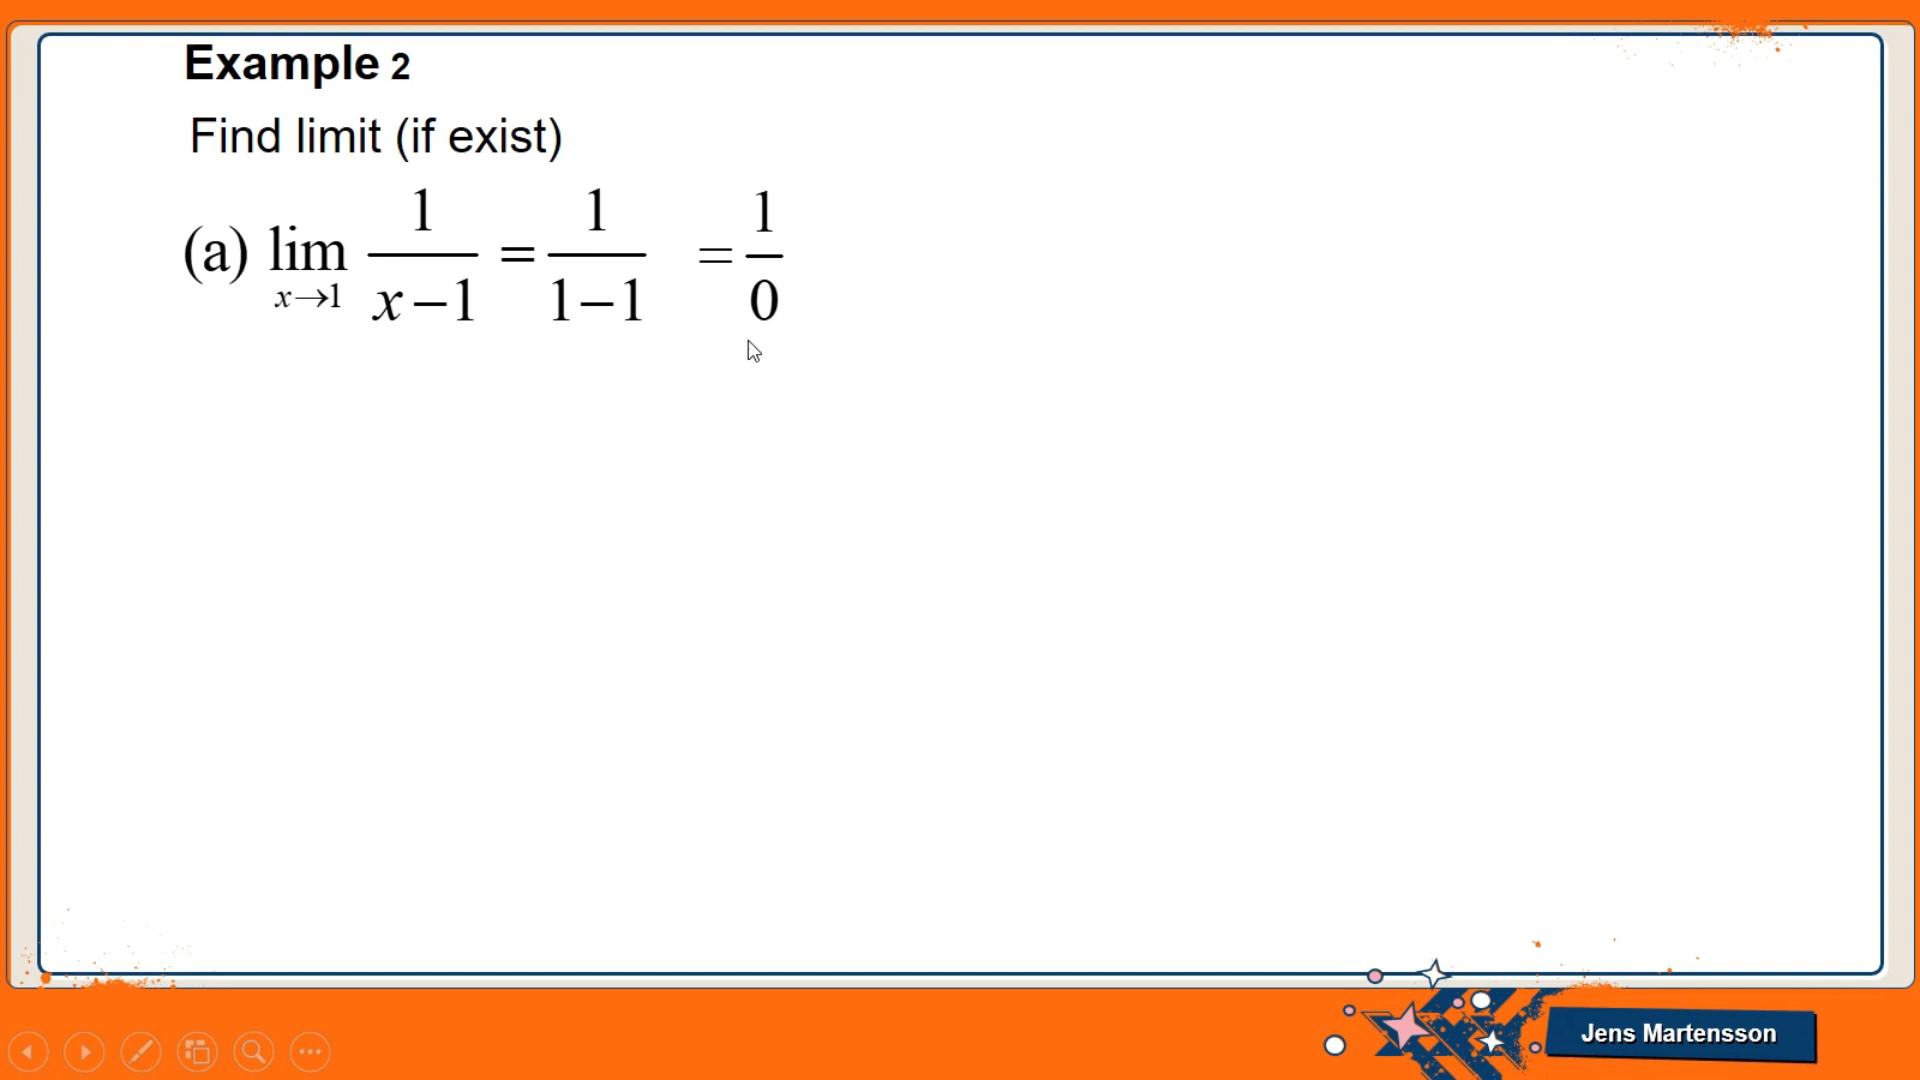 Example 2
Find limit (if exist)
(a) lim x→1 1/(x−1) = 1/(1−1) = 1/0
Jens Martensson